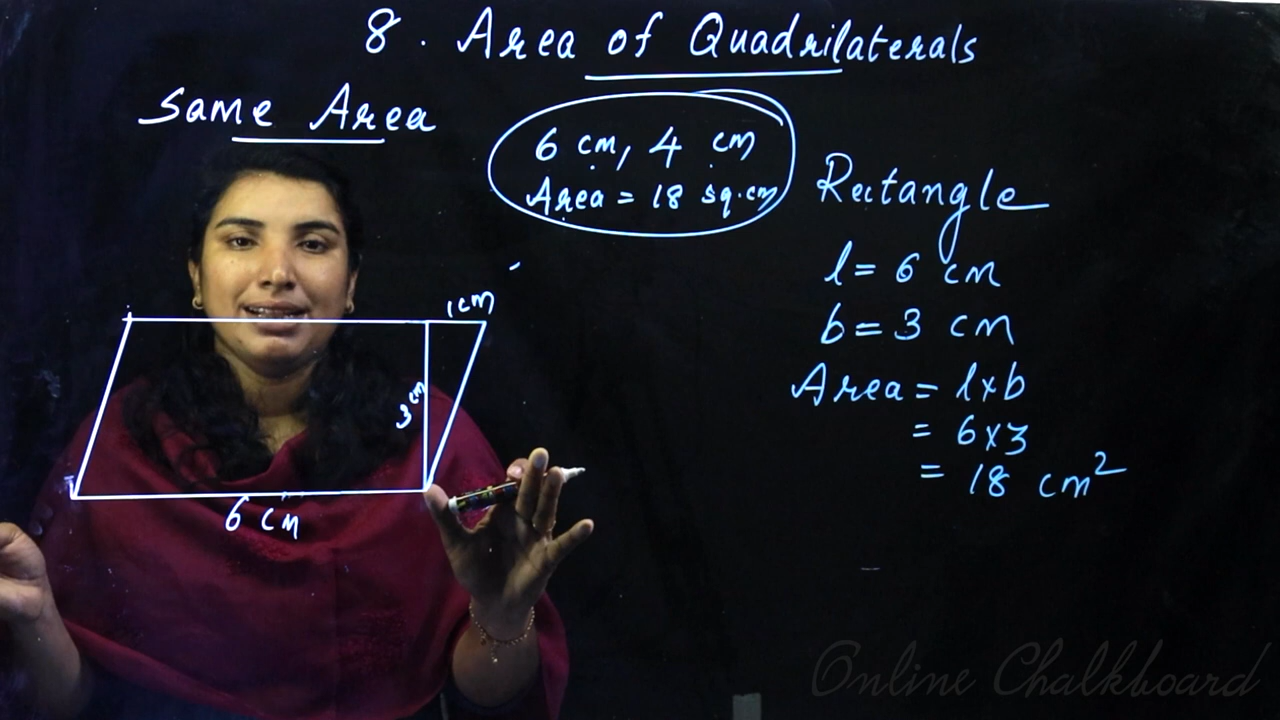 8. Area of Quadrilaterals
Same Area
6 cm, 4 cm
Area = 18 sq.cm
Rectangle
l = 6 cm
b = 3 cm
Area = l×b
= 6×3
= 18 cm²
1cm
3cm
6 cm
Online Chalkboard